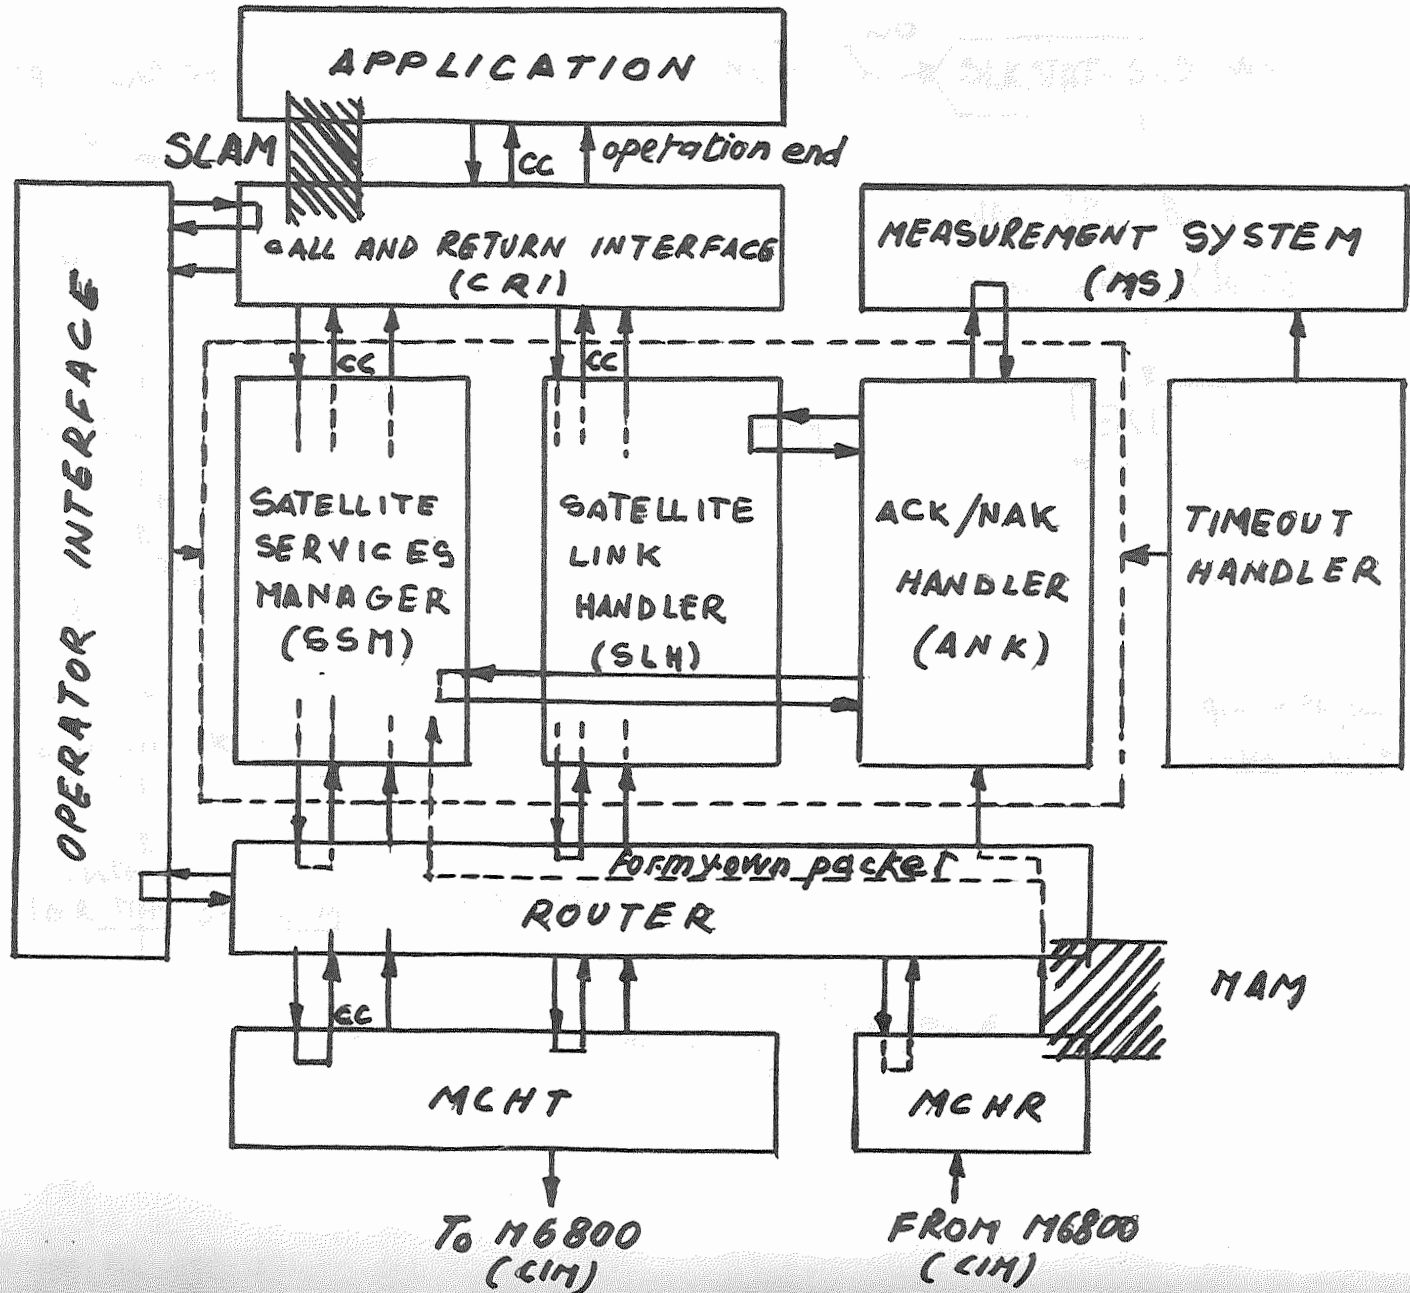 APPLICATION
SLAM
CC
operation end
CALL AND RETURN INTERFACE
(CRI)
MEASUREMENT SYSTEM
(MS)
OPERATOR INTERFACE
CC
CC
SATELLITE
SERVICES
MANAGER
(SSM)
SATELLITE
LINK
HANDLER
(SLH)
ACK/NAK
HANDLER
(ANK)
TIMEOUT
HANDLER
For my own packet
ROUTER
MAM
CC
MCHT
MCHR
To M6800
(CIM)
FROM M6800
(CIM)